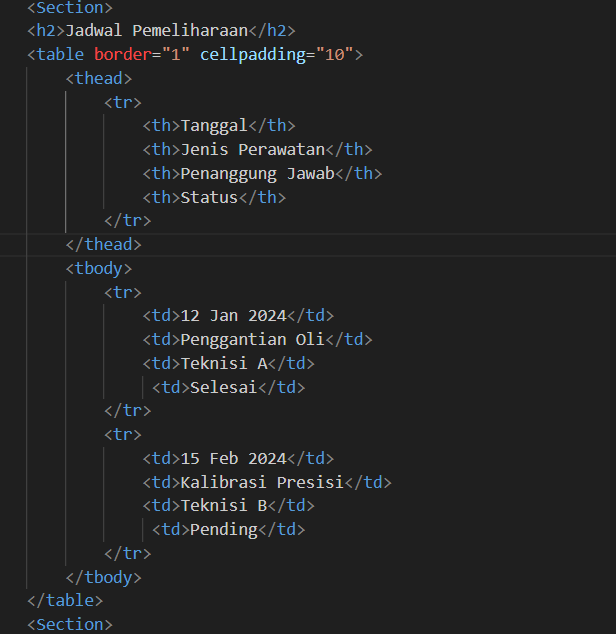 <Section>
<h2>Jadwal Pemeliharaan</h2>
<table border="1" cellpadding="10">
<thead>
<tr>
<th>Tanggal</th>
<th>Jenis Perawatan</th>
<th>Penanggung Jawab</th>
<th>Status</th>
</tr>
</thead>
<tbody>
<tr>
<td>12 Jan 2024</td>
<td>Penggantian Oli</td>
<td>Teknisi A</td>
<td>Selesai</td>
</tr>
<tr>
<td>15 Feb 2024</td>
<td>Kalibrasi Presisi</td>
<td>Teknisi B</td>
<td>Pending</td>
</tr>
</tbody>
</table>
<Section>